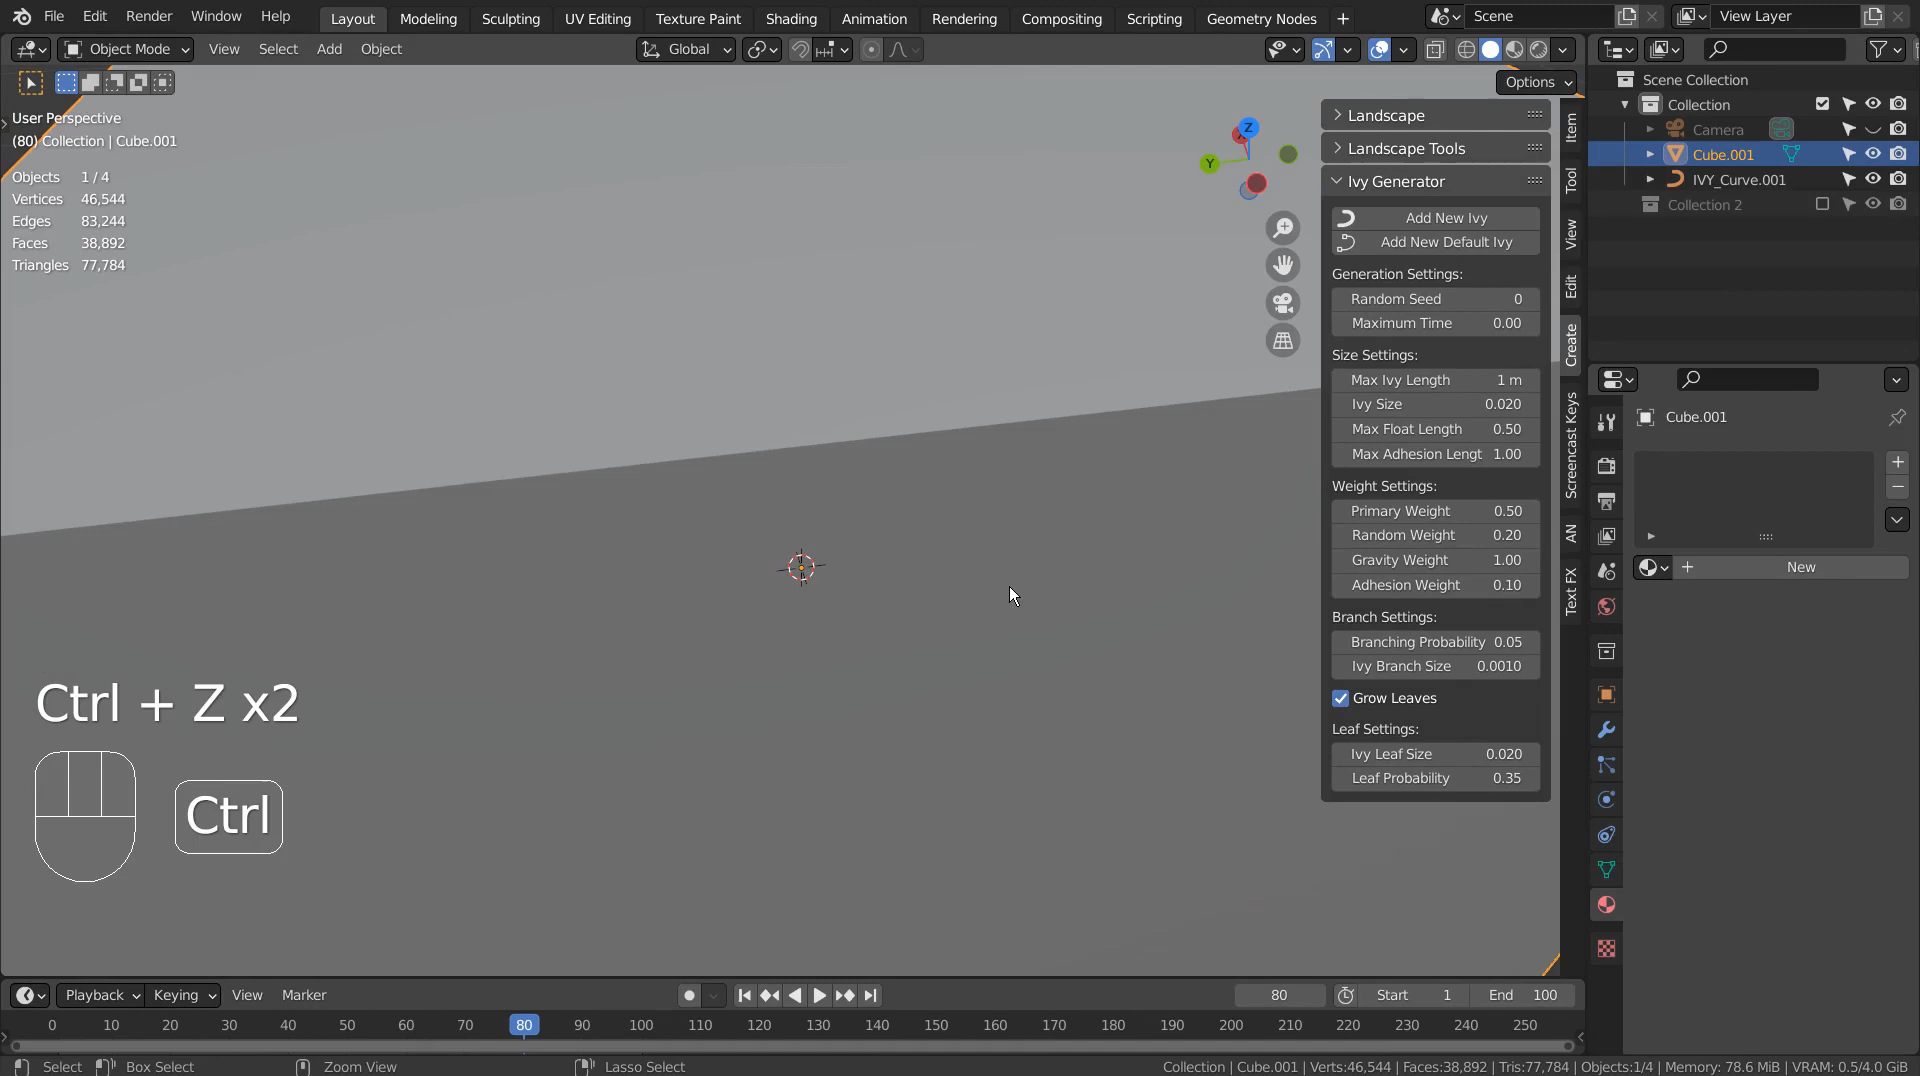 File Edit Render Window Help Layout Modeling Sculpting UV Editing Texture Paint Shading Animation Rendering Compositing Scripting Geometry Nodes + Scene View Layer
Object Mode View Select Add Object Global
Options
User Perspective
(80) Collection | Cube.001
Objects 1 / 4
Vertices 46,544
Edges 83,244
Faces 38,892
Triangles 77,784
Z
Y
Landscape
Landscape Tools
Ivy Generator
Add New Ivy
Add New Default Ivy
Generation Settings:
Random Seed 0
Maximum Time 0.00
Size Settings:
Max Ivy Length 1 m
Ivy Size 0.020
Max Float Length 0.50
Max Adhesion Lengt 1.00
Weight Settings:
Primary Weight 0.50
Random Weight 0.20
Gravity Weight 1.00
Adhesion Weight 0.10
Branch Settings:
Branching Probability 0.05
Ivy Branch Size 0.0010
Grow Leaves
Leaf Settings:
Ivy Leaf Size 0.020
Leaf Probability 0.35
Item
Tool
View
Edit
Create
Screencast Keys
AN
Text FX
Scene Collection
Collection
Camera
Cube.001
IVY_Curve.001
Collection 2
Cube.001
New
Ctrl + Z x2
Ctrl
Playback Keying View Marker 80 Start 1 End 100
0 10 20 30 40 50 60 70 80 90 100 110 120 130 140 150 160 170 180 190 200 210 220 230 240 250
Select Box Select Zoom View Lasso Select Collection | Cube.001 | Verts:46,544 | Faces:38,892 | Tris:77,784 | Objects:1/4 | Memory: 78.6 MiB | VRAM: 0.5/4.0 GiB